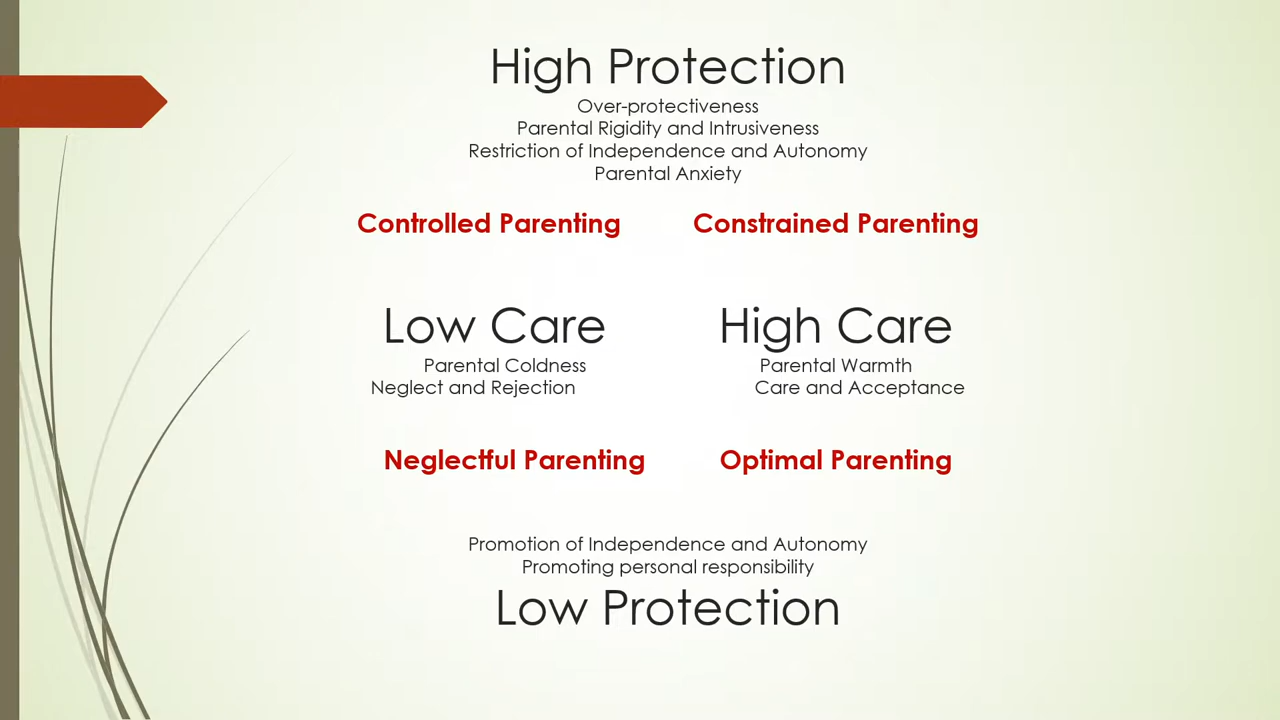 High Protection
Over-protectiveness
Parental Rigidity and Intrusiveness
Restriction of Independence and Autonomy
Parental Anxiety
Controlled Parenting
Constrained Parenting
Low Care
High Care
Parental Coldness
Parental Warmth
Neglect and Rejection
Care and Acceptance
Neglectful Parenting
Optimal Parenting
Promotion of Independence and Autonomy
Promoting personal responsibility
Low Protection